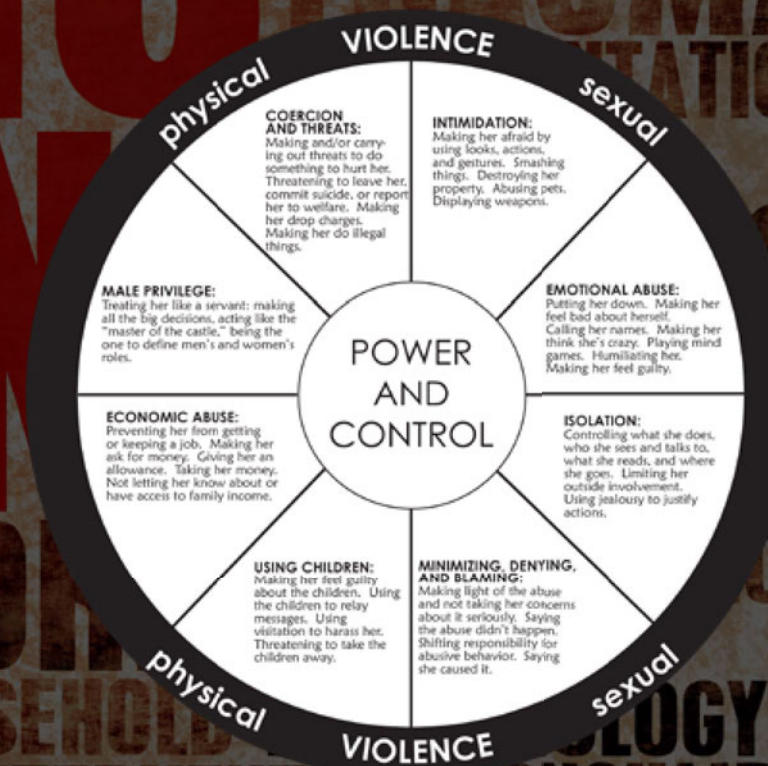 VIOLENCE
physical
sexual
COERCION
AND THREATS:
Making and/or carry-
ing out threats to do
something to hurt her.
Threatening to leave her,
commit suicide, or report
her to welfare. Making
her drop charges.
Making her do illegal
things.
INTIMIDATION:
Making her afraid by
using looks, actions,
and gestures. Smashing
things. Destroying her
property. Abusing pets.
Displaying weapons.
MALE PRIVILEGE:
Treating her like a servant: making
all the big decisions, acting like the
"master of the castle," being the
one to define men's and women's
roles.
EMOTIONAL ABUSE:
Putting her down. Making her
feel bad about herself.
Calling her names. Making her
think she's crazy. Playing mind
games. Humiliating her.
Making her feel guilty.
POWER
AND
CONTROL
ECONOMIC ABUSE:
Preventing her from getting
or keeping a job. Making her
ask for money. Giving her an
allowance. Taking her money.
Not letting her know about or
have access to family income.
ISOLATION:
Controlling what she does,
who she sees and talks to,
what she reads, and where
she goes. Limiting her
outside involvement.
Using jealousy to justify
actions.
USING CHILDREN:
Making her feel guilty
about the children. Using
the children to relay
messages. Using
visitation to harass her.
Threatening to take the
children away.
MINIMIZING, DENYING,
AND BLAMING:
Making light of the abuse
and not taking her concerns
about it seriously. Saying
the abuse didn't happen.
Shifting responsibility for
abusive behavior. Saying
she caused it.
physical
sexual
VIOLENCE